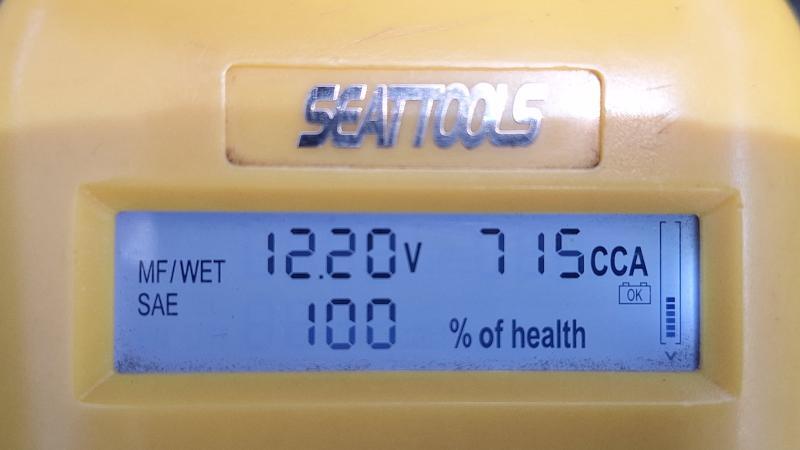 SEATTOOLS
MF/WET 12.20V 715CCA
SAE OK
100 % of health
V